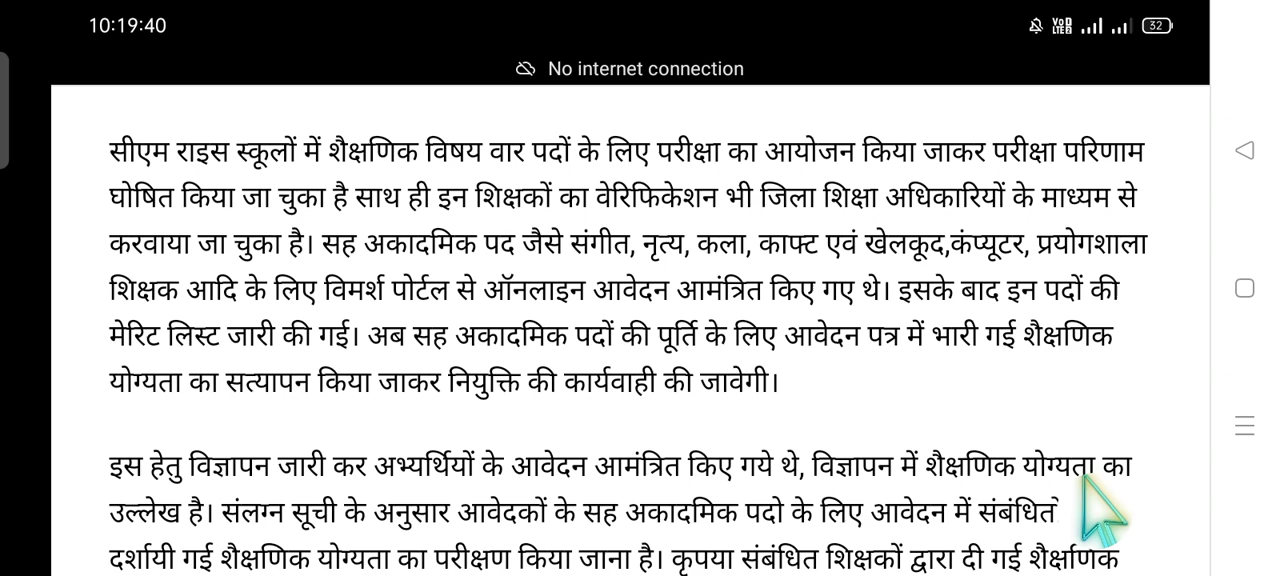 10:19:40
VoD LTE2 32
No internet connection
सीएम राइस स्कूलों में शैक्षणिक विषय वार पदों के लिए परीक्षा का आयोजन किया जाकर परीक्षा परिणाम
घोषित किया जा चुका है साथ ही इन शिक्षकों का वेरिफिकेशन भी जिला शिक्षा अधिकारियों के माध्यम से
करवाया जा चुका है। सह अकादमिक पद जैसे संगीत, नृत्य, कला, काफ्ट एवं खेलकूद,कंप्यूटर, प्रयोगशाला
शिक्षक आदि के लिए विमर्श पोर्टल से ऑनलाइन आवेदन आमंत्रित किए गए थे। इसके बाद इन पदों की
मेरिट लिस्ट जारी की गई। अब सह अकादमिक पदों की पूर्ति के लिए आवेदन पत्र में भारी गई शैक्षणिक
योग्यता का सत्यापन किया जाकर नियुक्ति की कार्यवाही की जावेगी।
इस हेतु विज्ञापन जारी कर अभ्यर्थियों के आवेदन आमंत्रित किए गये थे, विज्ञापन में शैक्षणिक योग्यता का
उल्लेख है। संलग्न सूची के अनुसार आवेदकों के सह अकादमिक पदो के लिए आवेदन में संबंधित
दर्शायी गई शैक्षणिक योग्यता का परीक्षण किया जाना है। कृपया संबंधित शिक्षकों द्वारा दी गई शैक्षणिक